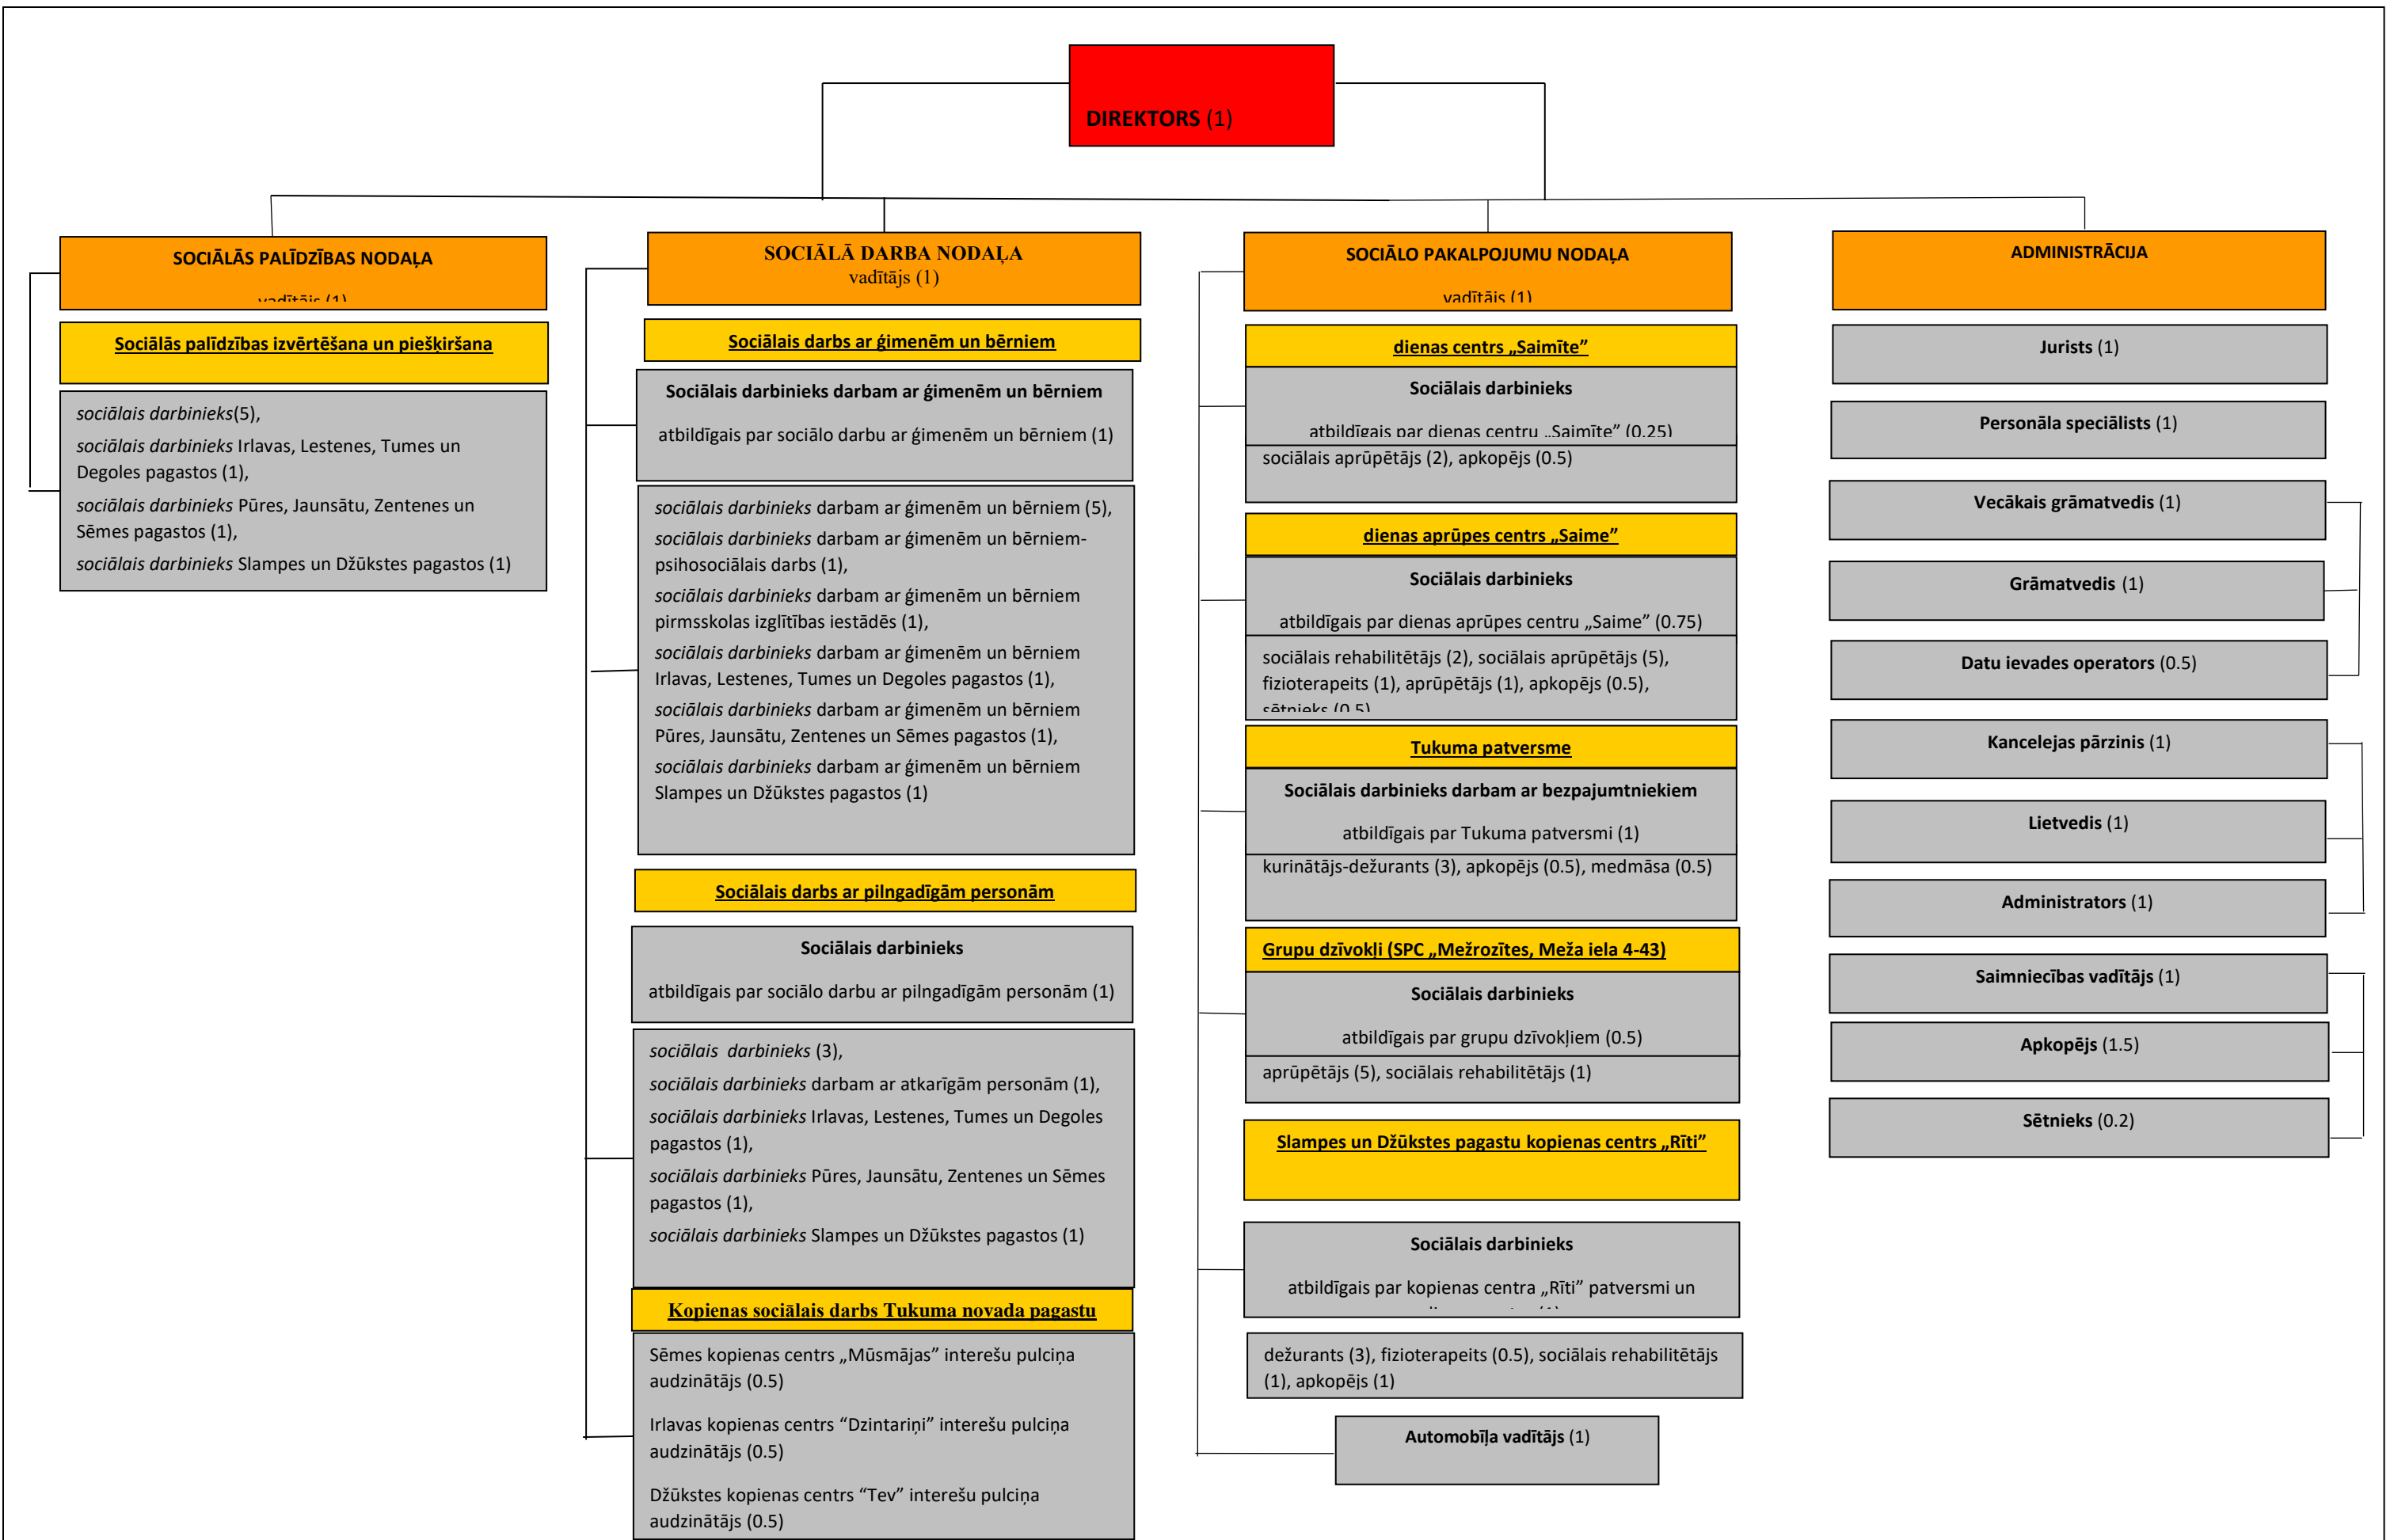 DIREKTORS (1)
SOCIĀLĀS PALĪDZĪBAS NODAĻA
vadītājs (1)
Sociālās palīdzības izvērtēšana un piešķiršana
sociālais darbinieks(5),
sociālais darbinieks Irlavas, Lestenes, Tumes un
Degoles pagastos (1),
sociālais darbinieks Pūres, Jaunsātu, Zentenes un
Sēmes pagastos (1),
sociālais darbinieks Slampes un Džūkstes pagastos (1)
SOCIĀLĀ DARBA NODAĻA
vadītājs (1)
Sociālais darbs ar ģimenēm un bērniem
Sociālais darbinieks darbam ar ģimenēm un bērniem
atbildīgais par sociālo darbu ar ģimenēm un bērniem (1)
sociālais darbinieks darbam ar ģimenēm un bērniem (5),
sociālais darbinieks darbam ar ģimenēm un bērniem-
psihosociālais darbs (1),
sociālais darbinieks darbam ar ģimenēm un bērniem
pirmsskolas izglītības iestādēs (1),
sociālais darbinieks darbam ar ģimenēm un bērniem
Irlavas, Lestenes, Tumes un Degoles pagastos (1),
sociālais darbinieks darbam ar ģimenēm un bērniem
Pūres, Jaunsātu, Zentenes un Sēmes pagastos (1),
sociālais darbinieks darbam ar ģimenēm un bērniem
Slampes un Džūkstes pagastos (1)
Sociālais darbs ar pilngadīgām personām
Sociālais darbinieks
atbildīgais par sociālo darbu ar pilngadīgām personām (1)
sociālais darbinieks (3),
sociālais darbinieks darbam ar atkarīgām personām (1),
sociālais darbinieks Irlavas, Lestenes, Tumes un Degoles
pagastos (1),
sociālais darbinieks Pūres, Jaunsātu, Zentenes un Sēmes
pagastos (1),
sociālais darbinieks Slampes un Džūkstes pagastos (1)
Kopienas sociālais darbs Tukuma novada pagastu
Sēmes kopienas centrs „Mūsmājas” interešu pulciņa
audzinātājs (0.5)
Irlavas kopienas centrs “Dzintariņi” interešu pulciņa
audzinātājs (0.5)
Džūkstes kopienas centrs “Tev” interešu pulciņa
audzinātājs (0.5)
SOCIĀLO PAKALPOJUMU NODAĻA
vadītājs (1)
dienas centrs „Saimīte”
Sociālais darbinieks
atbildīgais par dienas centru „Saimīte” (0.25)
sociālais aprūpētājs (2), apkopējs (0.5)
dienas aprūpes centrs „Saime”
Sociālais darbinieks
atbildīgais par dienas aprūpes centru „Saime” (0.75)
sociālais rehabilitētājs (2), sociālais aprūpētājs (5),
fizioterapeits (1), aprūpētājs (1), apkopējs (0.5),
sētnieks (0.5)
Tukuma patversme
Sociālais darbinieks darbam ar bezpajumtniekiem
atbildīgais par Tukuma patversmi (1)
kurinātājs-dežurants (3), apkopējs (0.5), medmāsa (0.5)
Grupu dzīvokļi (SPC „Mežrozītes, Meža iela 4-43)
Sociālais darbinieks
atbildīgais par grupu dzīvokļiem (0.5)
aprūpētājs (5), sociālais rehabilitētājs (1)
Slampes un Džūkstes pagastu kopienas centrs „Rīti”
Sociālais darbinieks
atbildīgais par kopienas centra „Rīti” patversmi un
dežurants (3), fizioterapeits (0.5), sociālais rehabilitētājs
(1), apkopējs (1)
Automobīļa vadītājs (1)
ADMINISTRĀCIJA
Jurists (1)
Personāla speciālists (1)
Vecākais grāmatvedis (1)
Grāmatvedis (1)
Datu ievades operators (0.5)
Kancelejas pārzinis (1)
Lietvedis (1)
Administrators (1)
Saimniecības vadītājs (1)
Apkopējs (1.5)
Sētnieks (0.2)